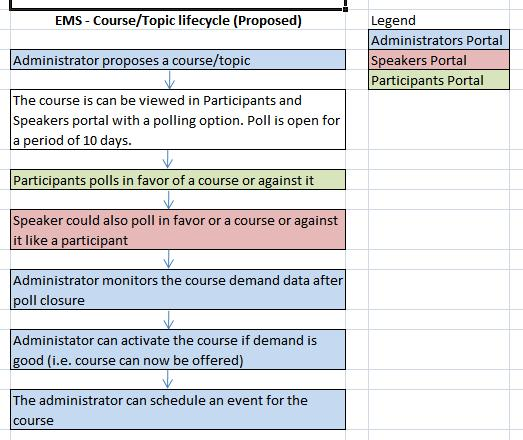 EMS - Course/Topic lifecycle (Proposed)
Legend
Administrators Portal
Speakers Portal
Participants Portal
Administrator proposes a course/topic
The course is can be viewed in Participants and
Speakers portal with a polling option. Poll is open for
a period of 10 days.
Participants polls in favor of a course or against it
Speaker could also poll in favor or a course or against
it like a participant
Administrator monitors the course demand data after
poll closure
Administator can activate the course if demand is
good (i.e. course can now be offered)
The administrator can schedule an event for the
course